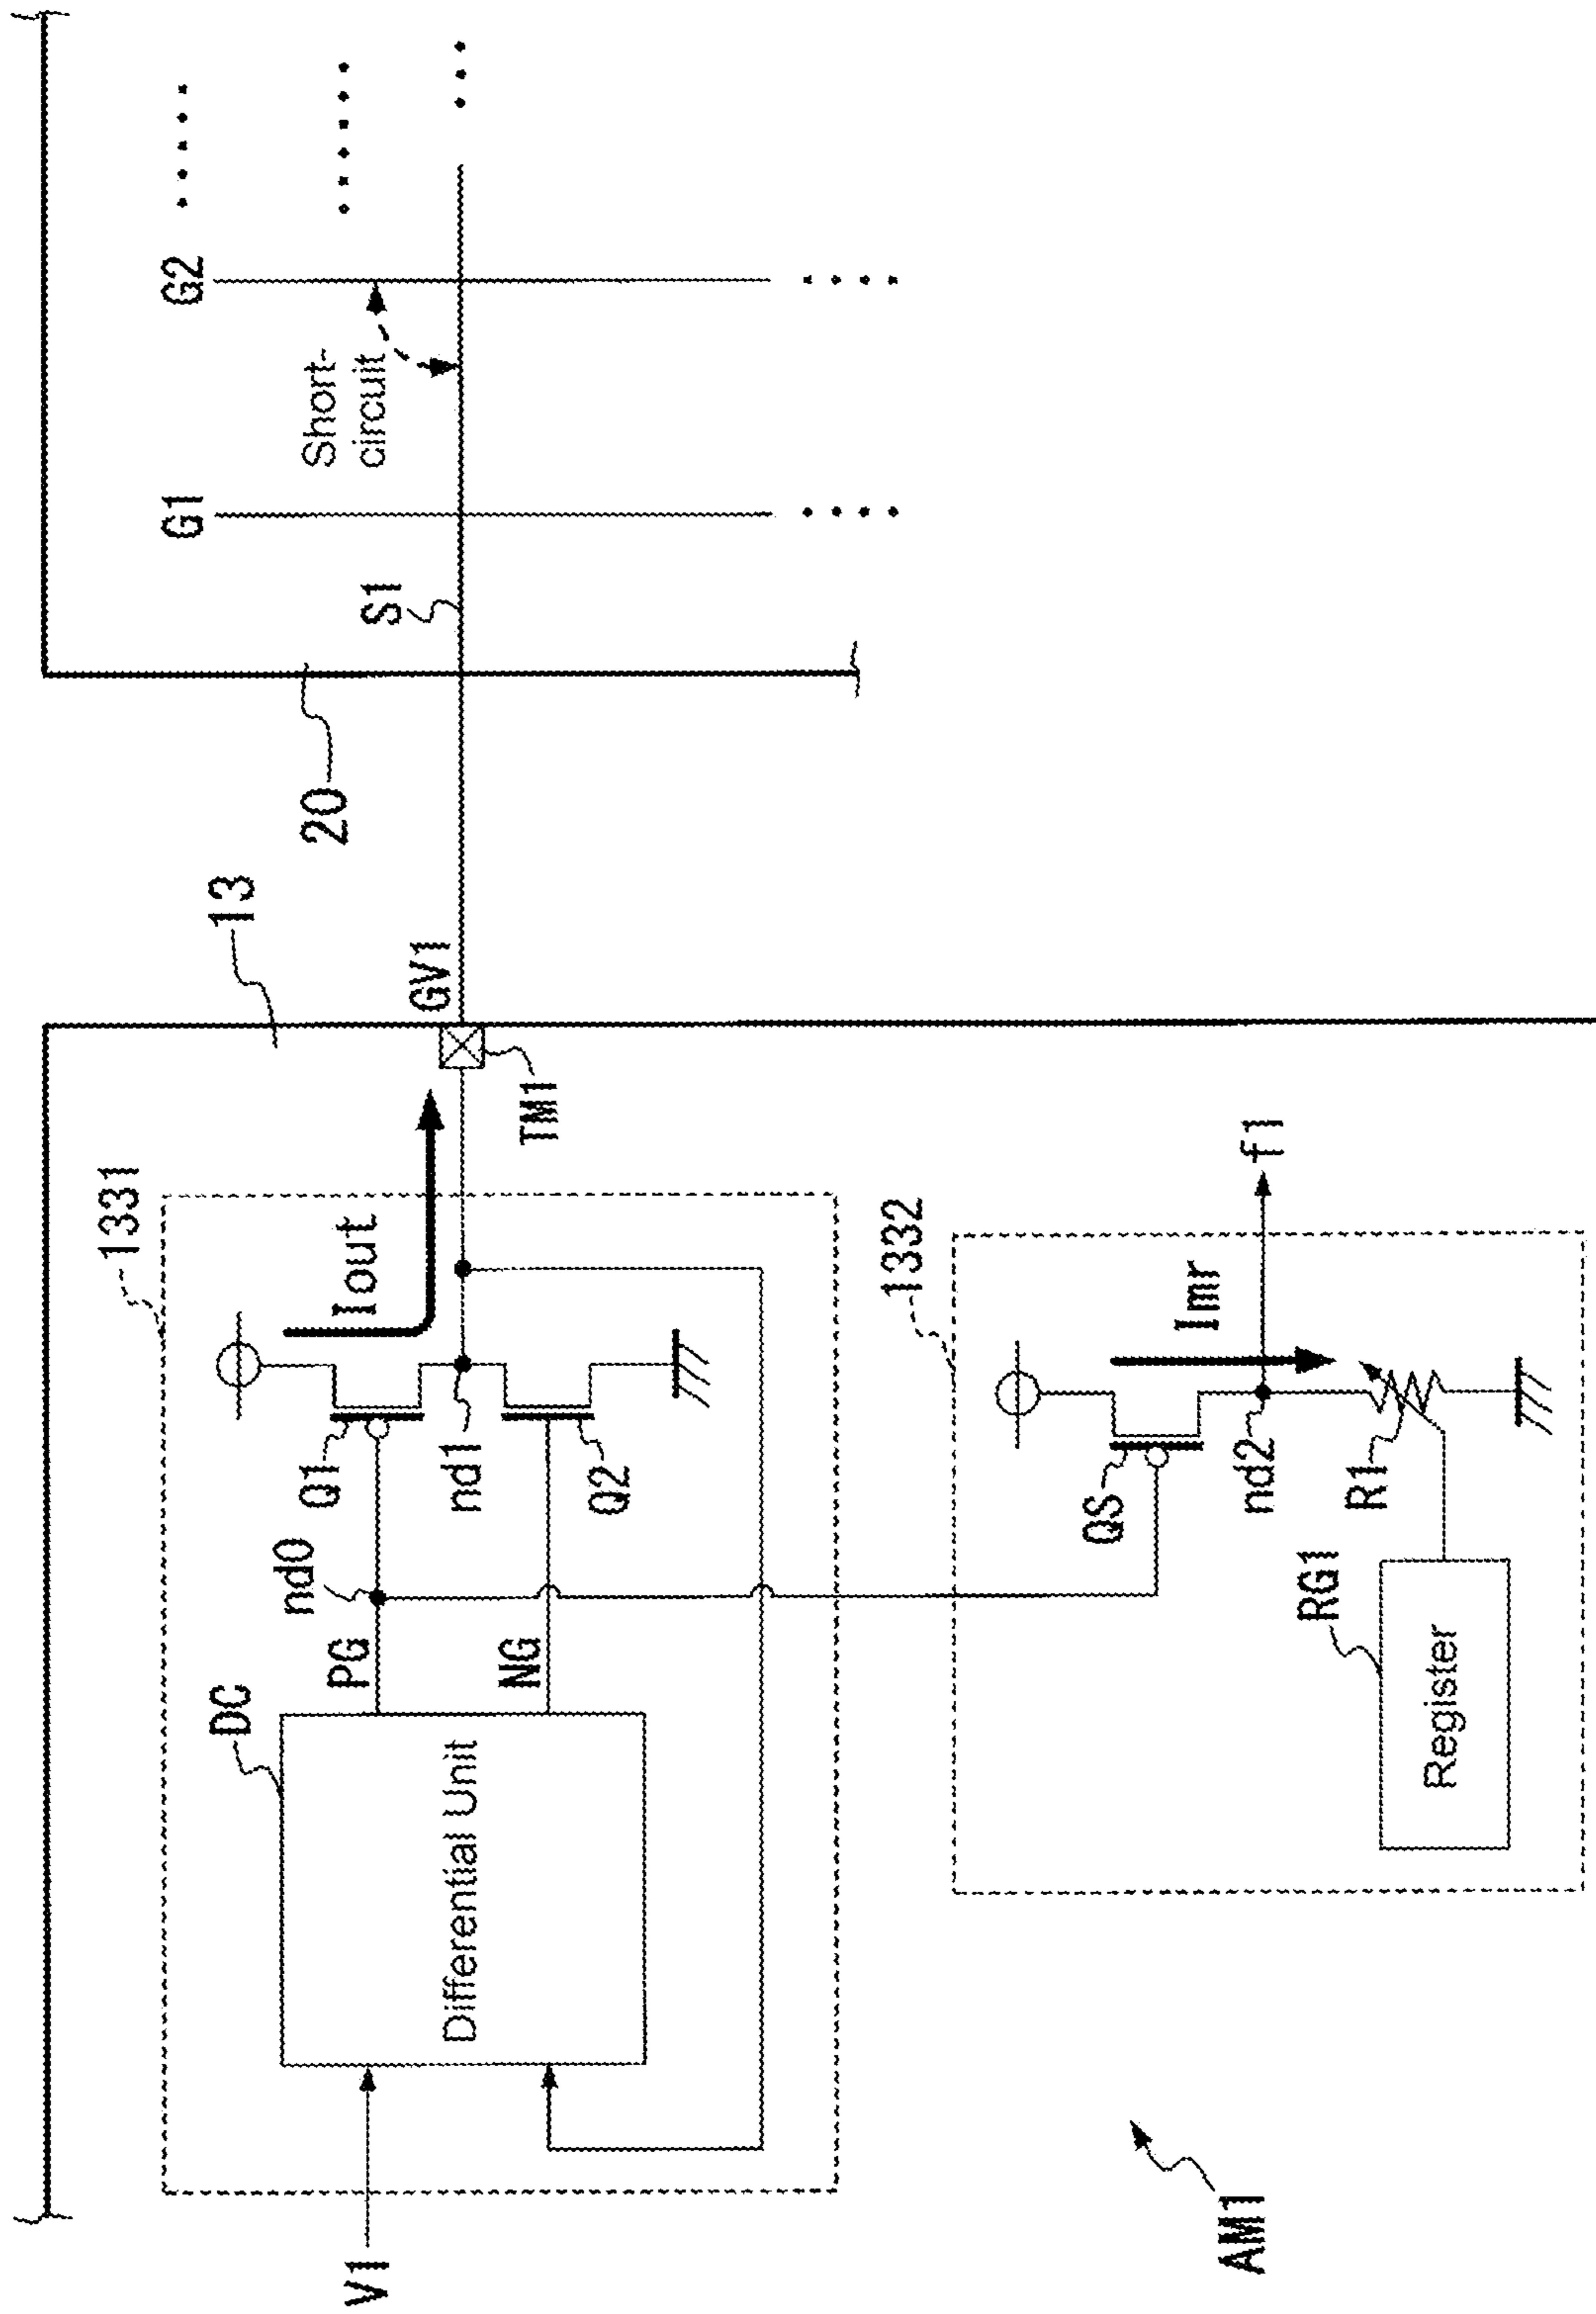 13
20
1331
DC
Differential Unit
V1
PG
NG
nd0
Q1
nd1
Q2
Iout
GV1
TM1
S1
G1
G2
Short-
circuit
1332
QS
Imr
nd2
f1
R1
RG1
Register
AM1